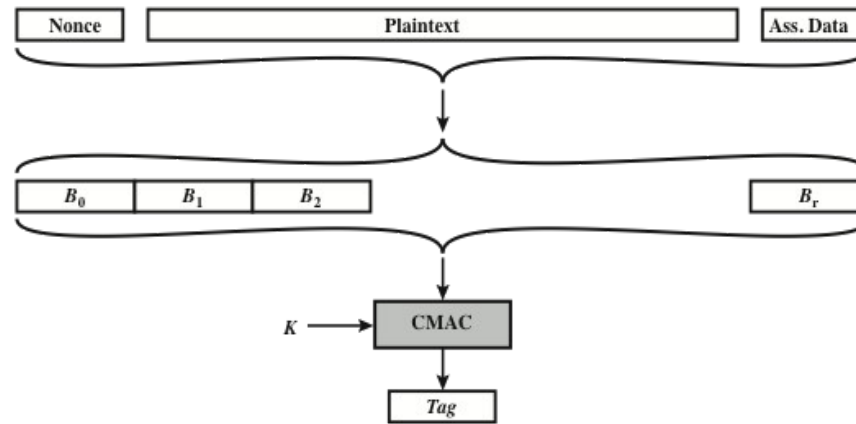 Nonce Plaintext Ass. Data
B₀ B₁ B₂ Bᵣ
K CMAC
Tag